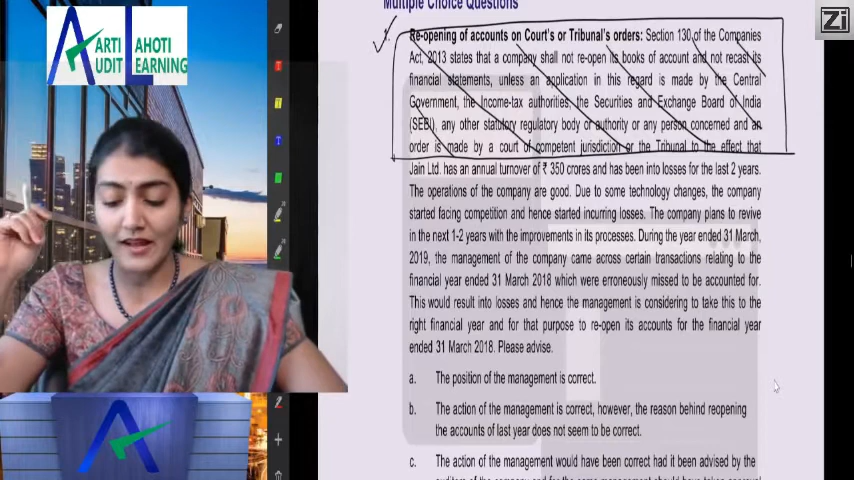 Multiple Choice Questions
Re-opening of accounts on Court's or Tribunal's orders: Section 130 of the Companies
Act, 2013 states that a company shall not re-open its books of account and not recast its
financial statements, unless an application in this regard is made by the Central
Government, the Income-tax authorities, the Securities and Exchange Board of India
(SEBI), any other statutory regulatory body or authority or any person concerned and an
order is made by a court of competent jurisdiction or the Tribunal to the effect that
Jain Ltd. has an annual turnover of ₹ 350 crores and has been into losses for the last 2 years.
The operations of the company are good. Due to some technology changes, the company
started facing competition and hence started incurring losses. The company plans to revive
in the next 1-2 years with the improvements in its processes. During the year ended 31 March,
2019, the management of the company came across certain transactions relating to the
financial year ended 31 March 2018 which were erroneously missed to be accounted for.
This would result into losses and hence the management is considering to take this to the
right financial year and for that purpose to re-open its accounts for the financial year
ended 31 March 2018. Please advise.
a. The position of the management is correct.
b. The action of the management is correct, however, the reason behind reopening
the accounts of last year does not seem to be correct.
c. The action of the management would have been correct had it been advised by the
ARTI LAHOTI
AUDIT LEARNING
Zi